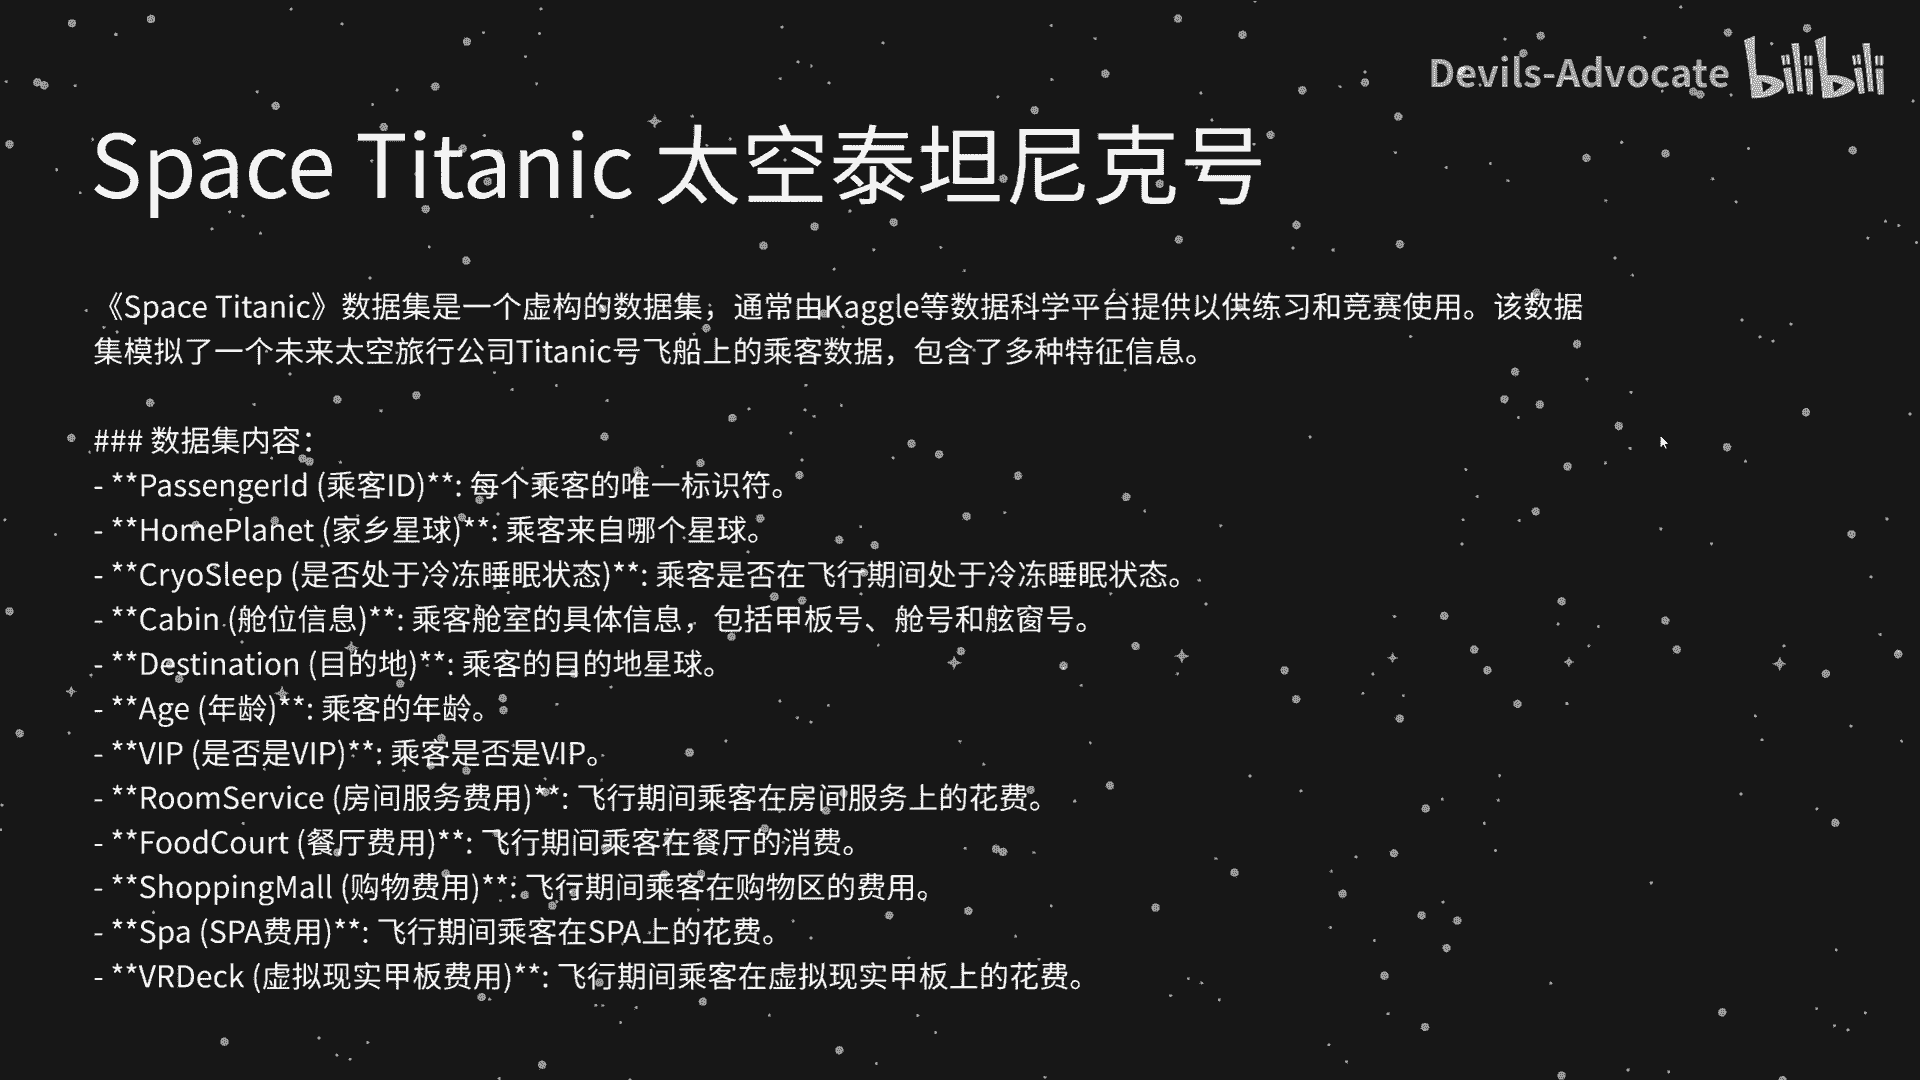 Devils-Advocate bilibili
Space Titanic 太空泰坦尼克号
《Space Titanic》数据集是一个虚构的数据集，通常由Kaggle等数据科学平台提供以供练习和竞赛使用。该数据
集模拟了一个未来太空旅行公司Titanic号飞船上的乘客数据，包含了多种特征信息。
### 数据集内容：
- **PassengerId (乘客ID)**: 每个乘客的唯一标识符。
- **HomePlanet (家乡星球)**: 乘客来自哪个星球。
- **CryoSleep (是否处于冷冻睡眠状态)**: 乘客是否在飞行期间处于冷冻睡眠状态。
- **Cabin (舱位信息)**: 乘客舱室的具体信息，包括甲板号、舱号和舷窗号。
- **Destination (目的地)**: 乘客的目的地星球。
- **Age (年龄)**: 乘客的年龄。
- **VIP (是否是VIP)**: 乘客是否是VIP。
- **RoomService (房间服务费用)**: 飞行期间乘客在房间服务上的花费。
- **FoodCourt (餐厅费用)**: 飞行期间乘客在餐厅的消费。
- **ShoppingMall (购物费用)**: 飞行期间乘客在购物区的费用。
- **Spa (SPA费用)**: 飞行期间乘客在SPA上的花费。
- **VRDeck (虚拟现实甲板费用)**: 飞行期间乘客在虚拟现实甲板上的花费。